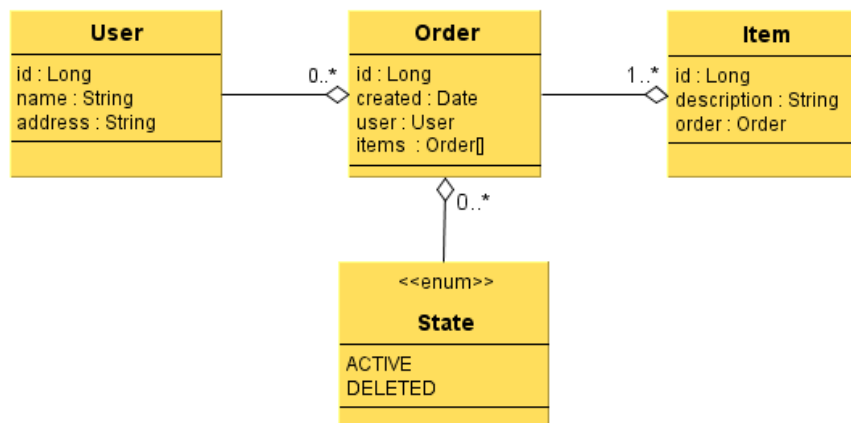 User
id : Long
name : String
address : String
0..*
Order
id : Long
created : Date
user : User
items : Order[]
1..*
Item
id : Long
description : String
order : Order
0..*
<<enum>>
State
ACTIVE
DELETED